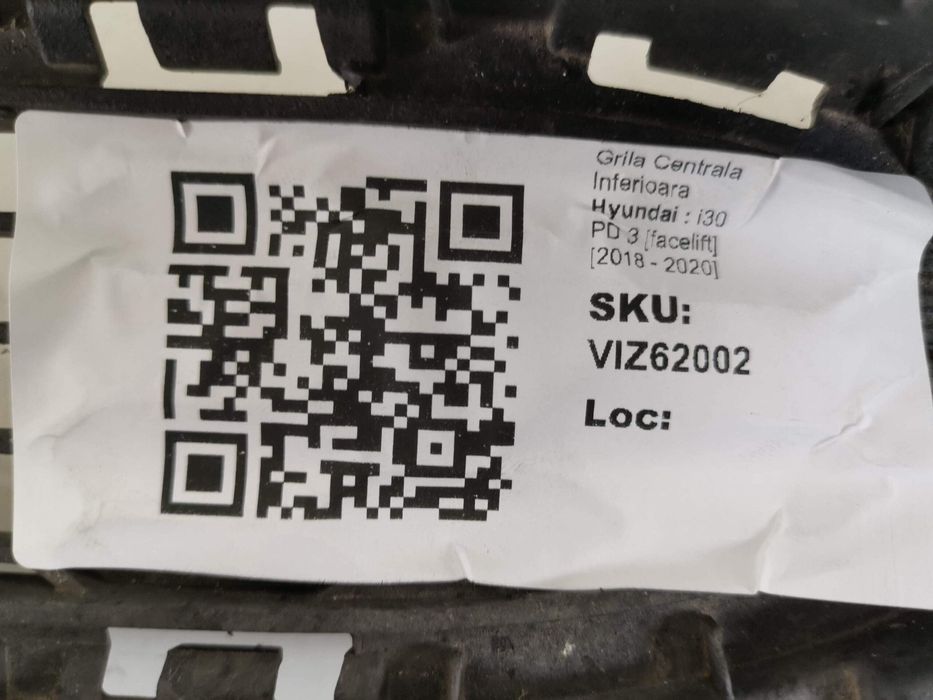 Grila Centrala
Inferioara
Hyundai : i30
PD 3 [facelift]
[2018 - 2020]
SKU:
VIZ62002
Loc: